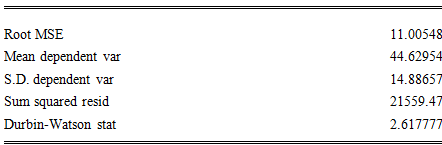 Root MSE 11.00548
Mean dependent var 44.62954
S.D. dependent var 14.88657
Sum squared resid 21559.47
Durbin-Watson stat 2.617777